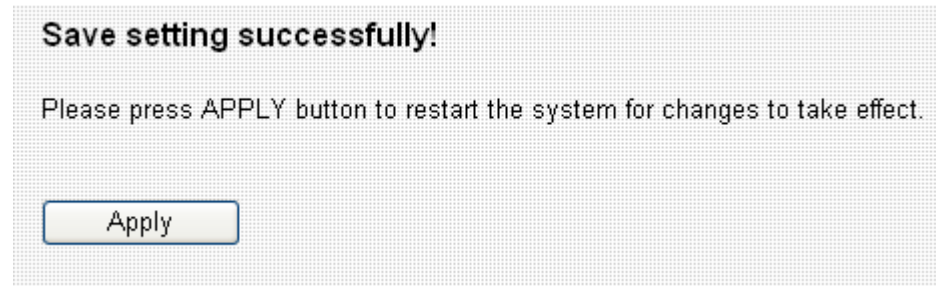 Save setting successfully!
Please press APPLY button to restart the system for changes to take effect.
Apply